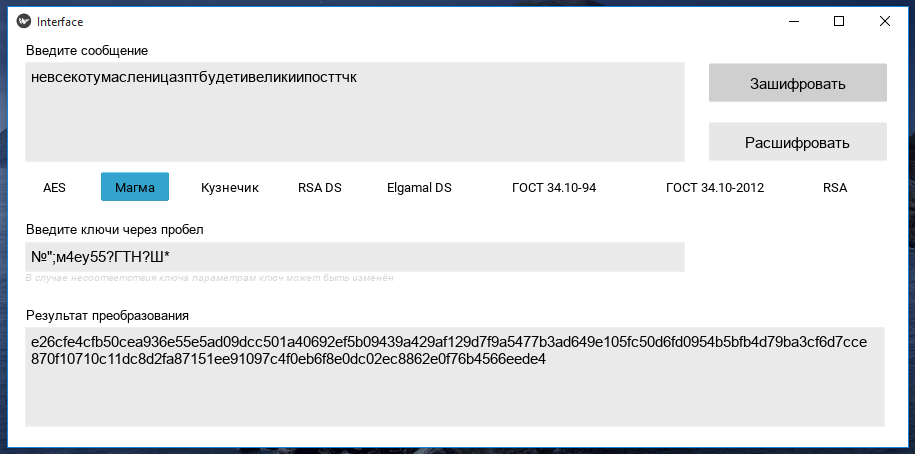 Interface
Введите сообщение
невсекотумасленицазптбудетивеликиипосттчк
Зашифровать
Расшифровать
AES Магма Кузнечик RSA DS Elgamal DS ГОСТ 34.10-94 ГОСТ 34.10-2012 RSA
Введите ключи через пробел
№";м4еу55?ГТН?Ш*
В случае несоответствия ключа параметрам ключ может быть изменён
Результат преобразования
e26cfe4cfb50cea936e55e5ad09dcc501a40692ef5b09439a429af129d7f9a5477b3ad649e105fc50d6fd0954b5bfb4d79ba3cf6d7cce
870f10710c11dc8d2fa87151ee91097c4f0eb6f8e0dc02ec8862e0f76b4566eede4